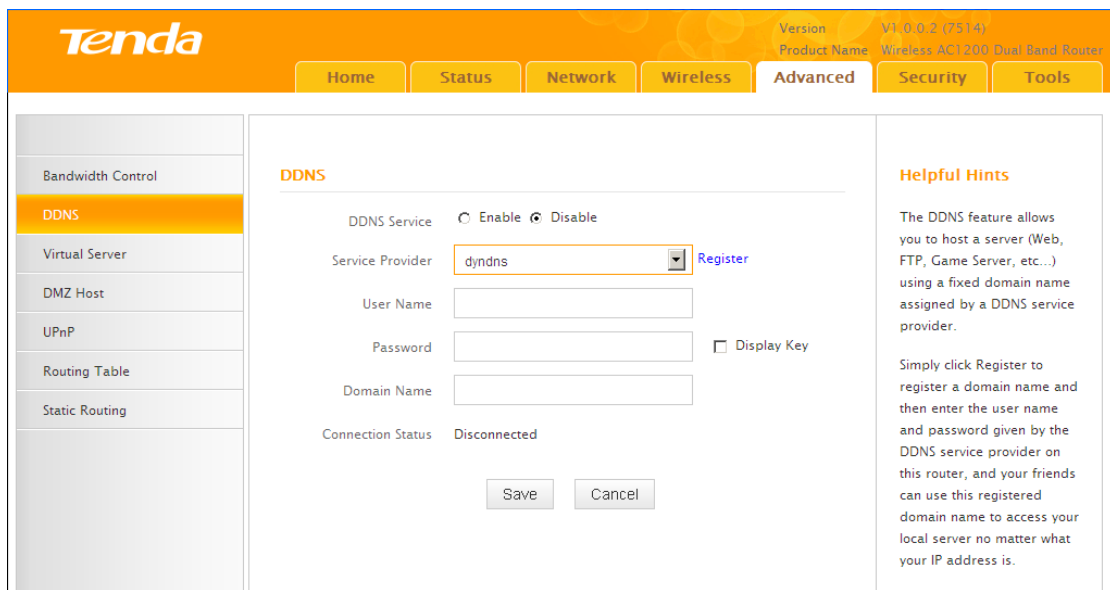 Tenda
Version V1.0.0.2 (7514)
Product Name Wireless AC1200 Dual Band Router
Home Status Network Wireless Advanced Security Tools
Bandwidth Control
DDNS
Virtual Server
DMZ Host
UPnP
Routing Table
Static Routing
DDNS
DDNS Service Enable Disable
Service Provider dyndns Register
User Name
Password Display Key
Domain Name
Connection Status Disconnected
Save Cancel
Helpful Hints
The DDNS feature allows
you to host a server (Web,
FTP, Game Server, etc...)
using a fixed domain name
assigned by a DDNS service
provider.
Simply click Register to
register a domain name and
then enter the user name
and password given by the
DDNS service provider on
this router, and your friends
can use this registered
domain name to access your
local server no matter what
your IP address is.